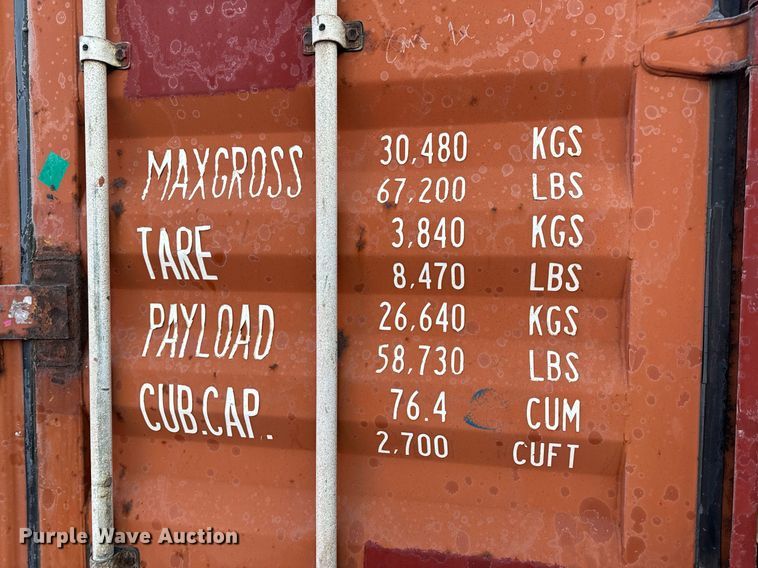 MAXGROSS 30,480 KGS
67,200 LBS
TARE 3,840 KGS
8,470 LBS
PAYLOAD 26,640 KGS
58,730 LBS
CUB.CAP. 76.4 CUM
2,700 CUFT
Purple Wave Auction